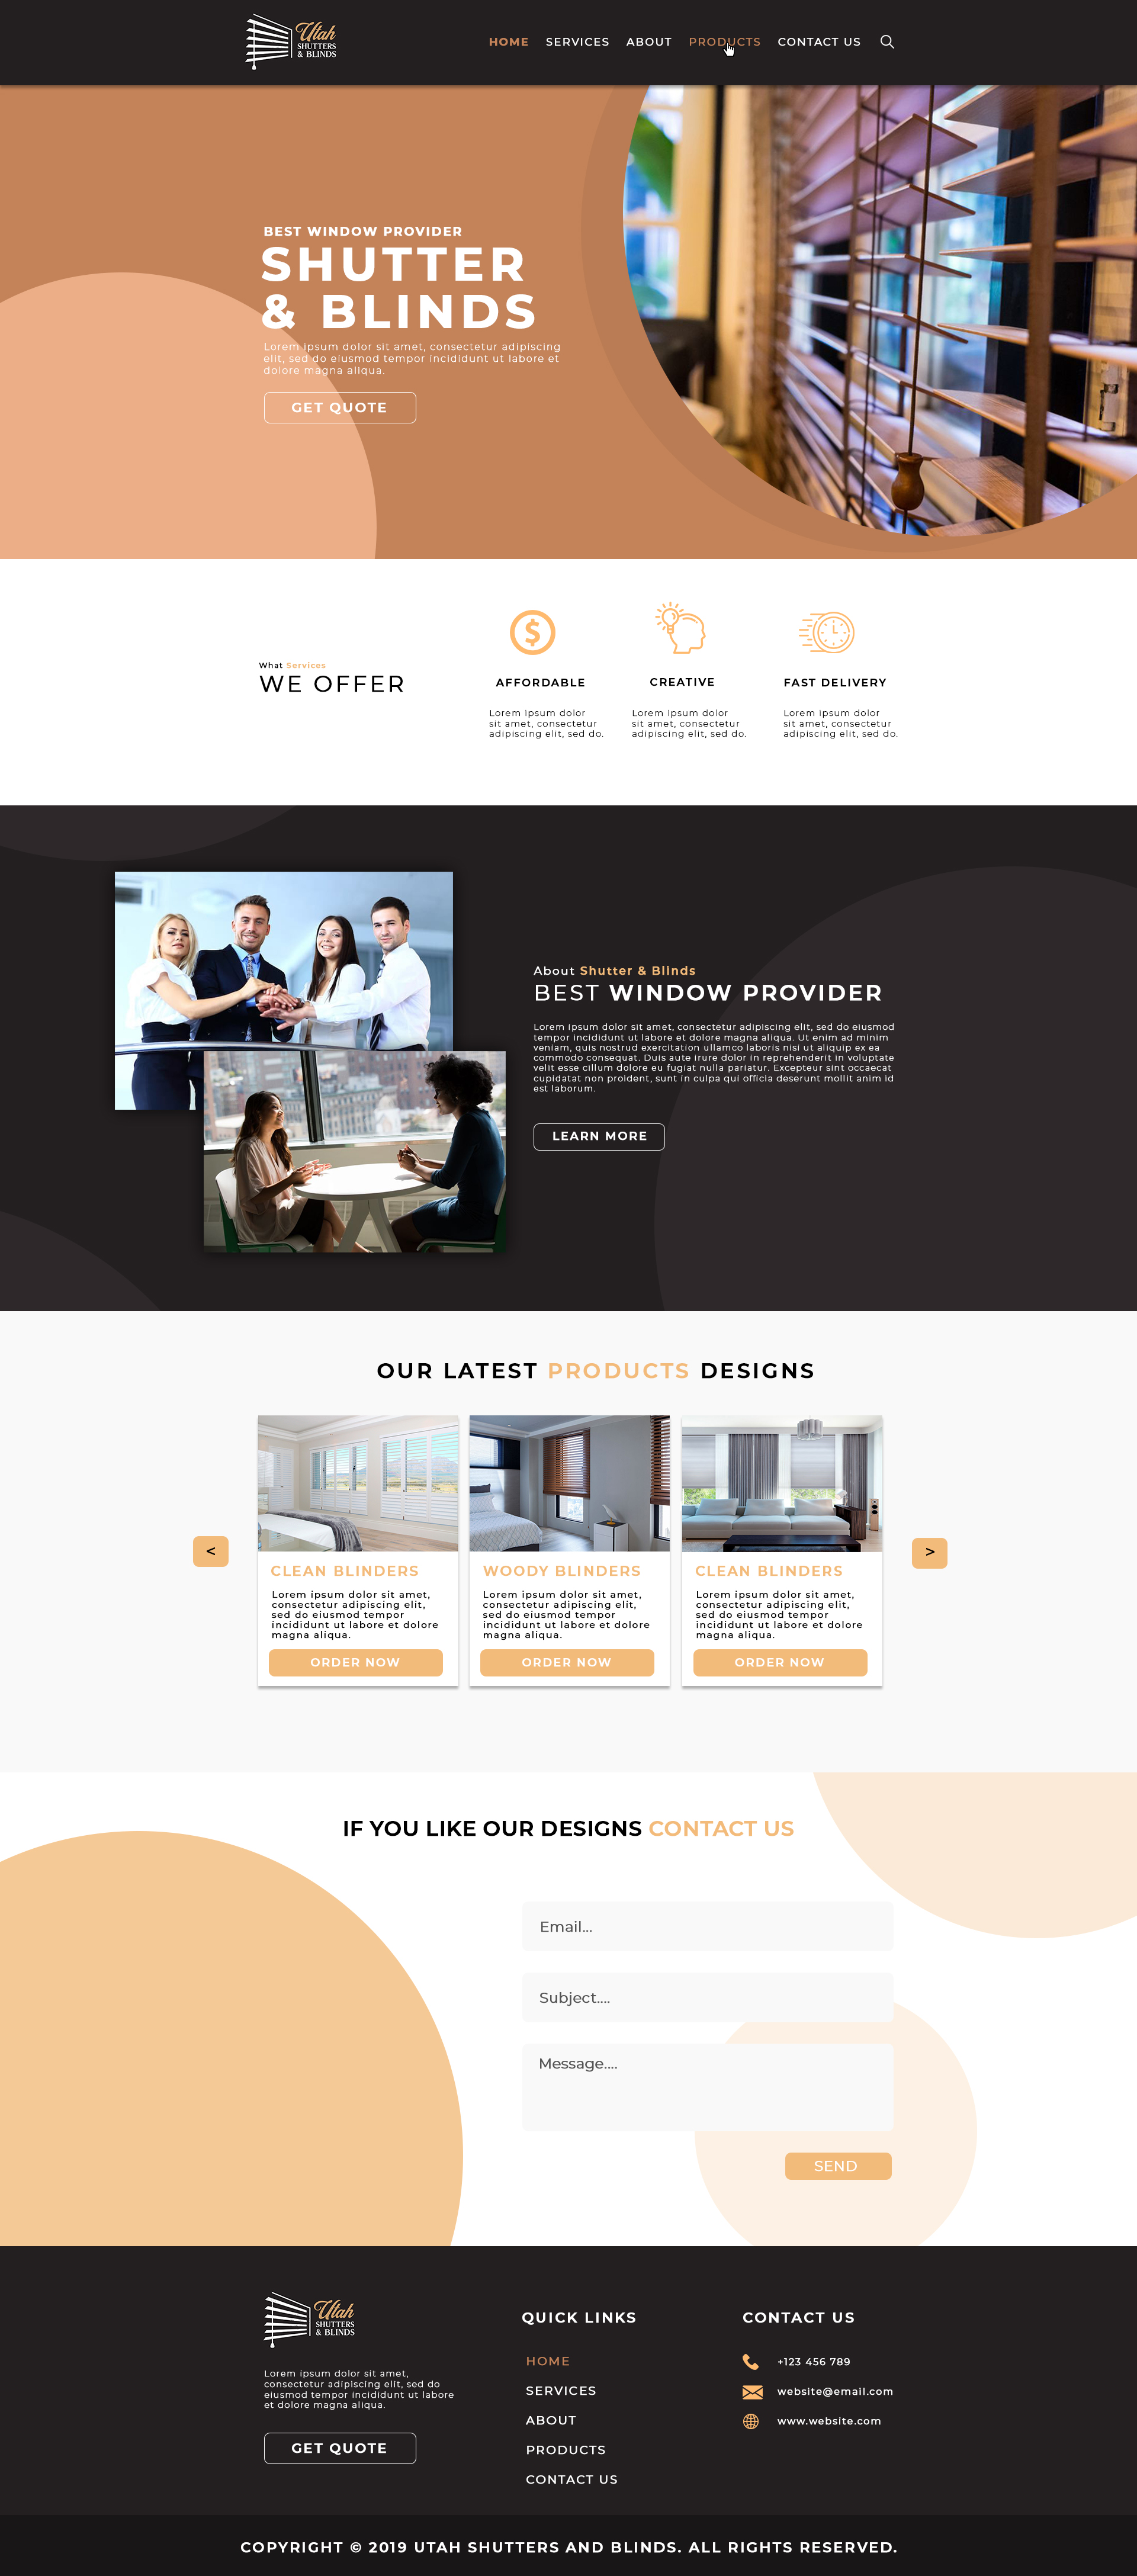 Utah
SHUTTERS
& BLINDS
HOME SERVICES ABOUT PRODUCTS CONTACT US
BEST WINDOW PROVIDER
SHUTTER
& BLINDS
Lorem ipsum dolor sit amet, consectetur adipiscing
elit, sed do eiusmod tempor incididunt ut labore et
dolore magna aliqua.
GET QUOTE
What Services
WE OFFER
$
AFFORDABLE
Lorem ipsum dolor
sit amet, consectetur
adipiscing elit, sed do.
CREATIVE
Lorem ipsum dolor
sit amet, consectetur
adipiscing elit, sed do.
FAST DELIVERY
Lorem ipsum dolor
sit amet, consectetur
adipiscing elit, sed do.
About Shutter & Blinds
BEST WINDOW PROVIDER
Lorem ipsum dolor sit amet, consectetur adipiscing elit, sed do eiusmod
tempor incididunt ut labore et dolore magna aliqua. Ut enim ad minim
veniam, quis nostrud exercitation ullamco laboris nisi ut aliquip ex ea
commodo consequat. Duis aute irure dolor in reprehenderit in voluptate
velit esse cillum dolore eu fugiat nulla pariatur. Excepteur sint occaecat
cupidatat non proident, sunt in culpa qui officia deserunt mollit anim id
est laborum.
LEARN MORE
OUR LATEST PRODUCTS DESIGNS
<
CLEAN BLINDERS
Lorem ipsum dolor sit amet,
consectetur adipiscing elit,
sed do eiusmod tempor
incididunt ut labore et dolore
magna aliqua.
ORDER NOW
WOODY BLINDERS
Lorem ipsum dolor sit amet,
consectetur adipiscing elit,
sed do eiusmod tempor
incididunt ut labore et dolore
magna aliqua.
ORDER NOW
CLEAN BLINDERS
Lorem ipsum dolor sit amet,
consectetur adipiscing elit,
sed do eiusmod tempor
incididunt ut labore et dolore
magna aliqua.
ORDER NOW
>
IF YOU LIKE OUR DESIGNS CONTACT US
Email...
Subject....
Message....
SEND
Utah
SHUTTERS
& BLINDS
Lorem ipsum dolor sit amet,
consectetur adipiscing elit, sed do
eiusmod tempor incididunt ut labore
et dolore magna aliqua.
GET QUOTE
QUICK LINKS
HOME
SERVICES
ABOUT
PRODUCTS
CONTACT US
CONTACT US
+123 456 789
website@email.com
www.website.com
COPYRIGHT © 2019 UTAH SHUTTERS AND BLINDS. ALL RIGHTS RESERVED.